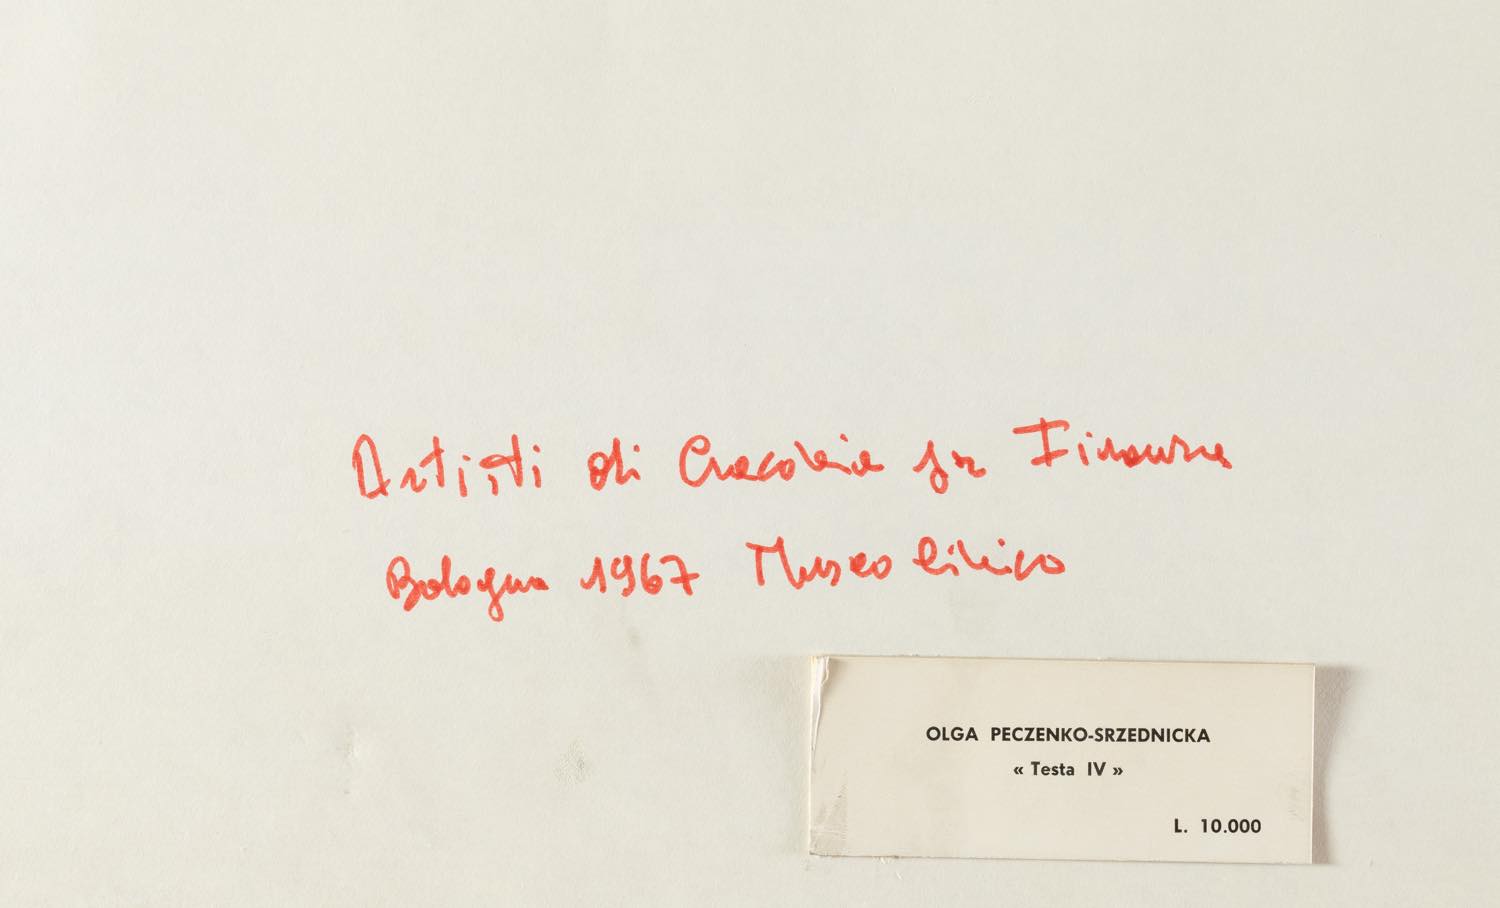 Artisti di Cracovia per Firenze
Bologna 1967 Museo Civico
OLGA PECZENKO-SRZEDNICKA
« Testa IV »
L. 10.000